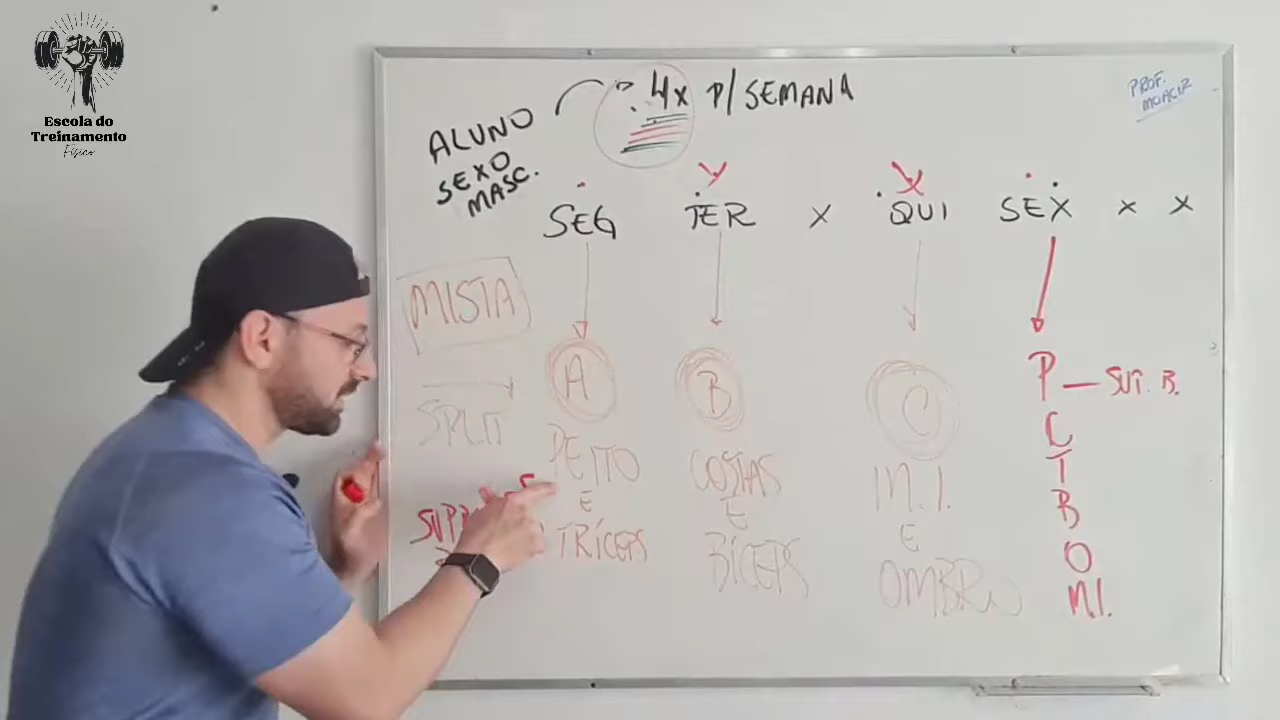 Escola do
Treinamento
Físico
4x P/ SEMANA
PROF.
MOACIR
ALUNO
SEXO
MASC.
SEG TER X QUI SEX X X
MISTA
SPLIT
A B C
PEITO
E
TRÍCEPS
COSTAS
E
BÍCEPS
M.I.
E
OMBRO
P — SUP. B.
C
T
B
O
M.I.